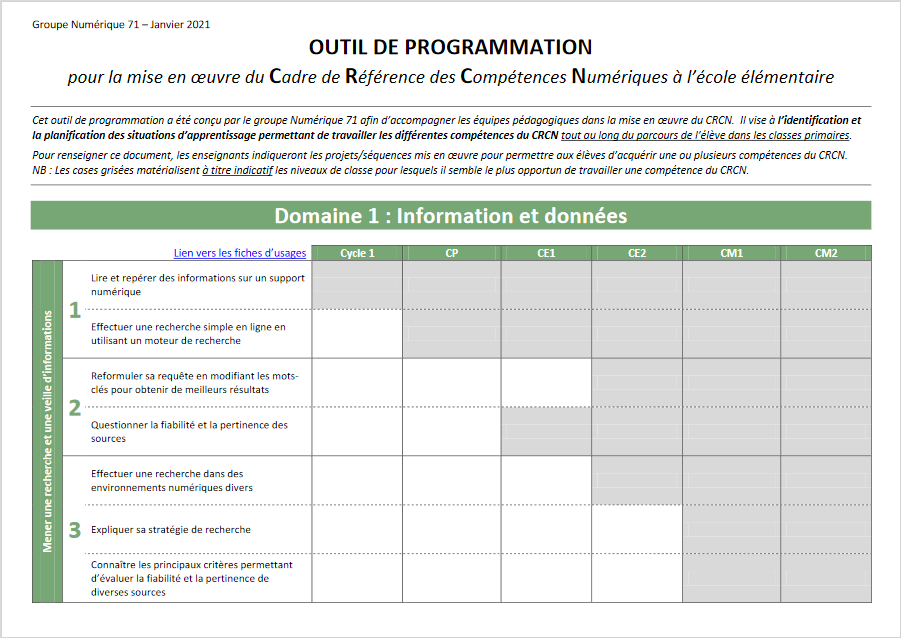 Groupe Numérique 71 – Janvier 2021
OUTIL DE PROGRAMMATION
pour la mise en œuvre du Cadre de Référence des Compétences Numériques à l'école élémentaire
Cet outil de programmation a été conçu par le groupe Numérique 71 afin d'accompagner les équipes pédagogiques dans la mise en œuvre du CRCN. Il vise à l'identification et
la planification des situations d'apprentissage permettant de travailler les différentes compétences du CRCN tout au long du parcours de l'élève dans les classes primaires.
Pour renseigner ce document, les enseignants indiqueront les projets/séquences mis en œuvre pour permettre aux élèves d'acquérir une ou plusieurs compétences du CRCN.
NB : Les cases grisées matérialisent à titre indicatif les niveaux de classe pour lesquels il semble le plus opportun de travailler une compétence du CRCN.
Domaine 1 : Information et données
Lien vers les fiches d'usages Cycle 1 CP CE1 CE2 CM1 CM2
Mener une recherche et une veille d'informations
1
Lire et repérer des informations sur un support
numérique
Effectuer une recherche simple en ligne en
utilisant un moteur de recherche
2
Reformuler sa requête en modifiant les mots-
clés pour obtenir de meilleurs résultats
Questionner la fiabilité et la pertinence des
sources
3
Effectuer une recherche dans des
environnements numériques divers
Expliquer sa stratégie de recherche
Connaître les principaux critères permettant
d'évaluer la fiabilité et la pertinence de
diverses sources